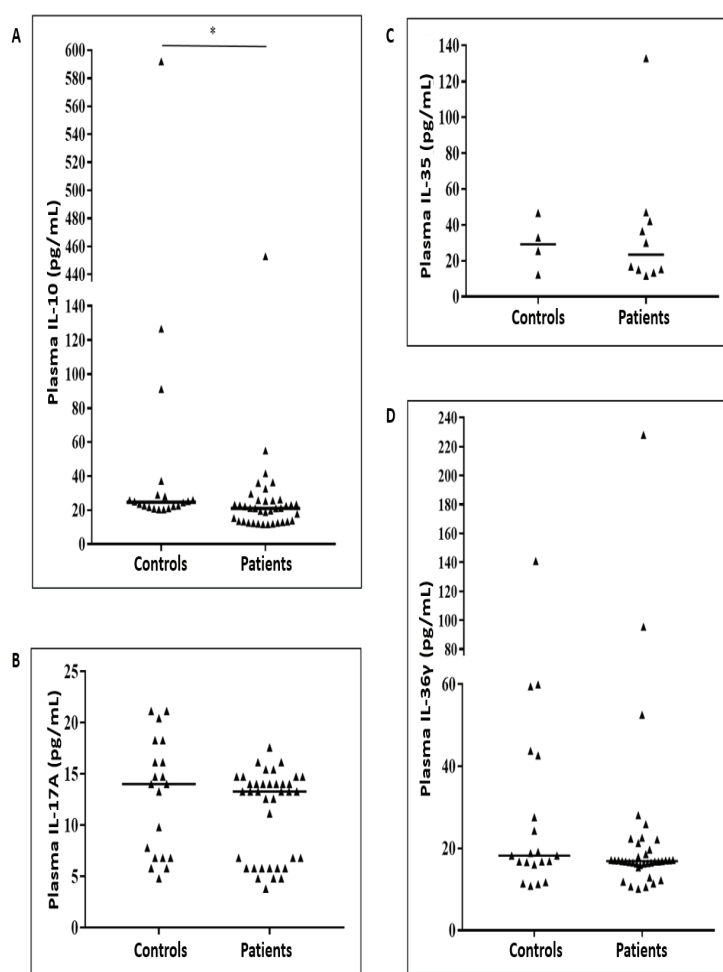 A
*
Plasma IL-10 (pg/mL)
600
580
560
540
520
500
480
460
440
140
120
100
80
60
40
20
0
Controls
Patients
B
Plasma IL-17A (pg/mL)
25
20
15
10
5
0
Controls
Patients
C
Plasma IL-35 (pg/mL)
140
120
100
80
60
40
20
0
Controls
Patients
D
Plasma IL-36γ (pg/mL)
240
220
200
180
160
140
120
100
80
60
40
20
0
Controls
Patients